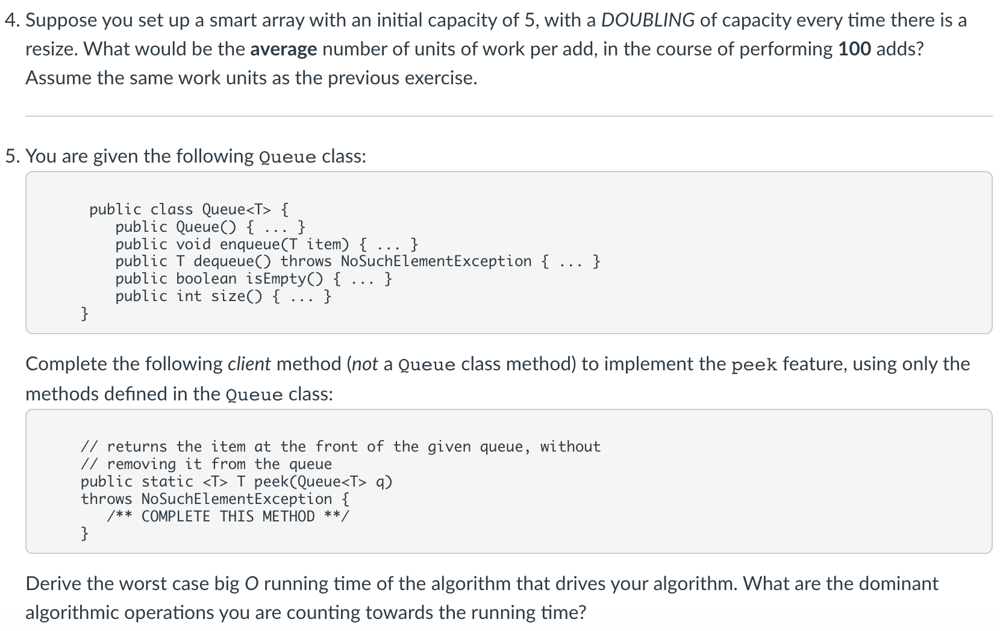 4. Suppose you set up a smart array with an initial capacity of 5, with a DOUBLING of capacity every time there is a
resize. What would be the average number of units of work per add, in the course of performing 100 adds?
Assume the same work units as the previous exercise.
5. You are given the following Queue class:
public class Queue<T> {
public Queue() { ... }
public void enqueue(T item) { ... }
public T dequeue() throws NoSuchElementException { ... }
public boolean isEmpty() { ... }
public int size() { ... }
}
Complete the following client method (not a Queue class method) to implement the peek feature, using only the
methods defined in the Queue class:
// returns the item at the front of the given queue, without
// removing it from the queue
public static <T> T peek(Queue<T> q)
throws NoSuchElementException {
/** COMPLETE THIS METHOD **/
}
Derive the worst case big O running time of the algorithm that drives your algorithm. What are the dominant
algorithmic operations you are counting towards the running time?